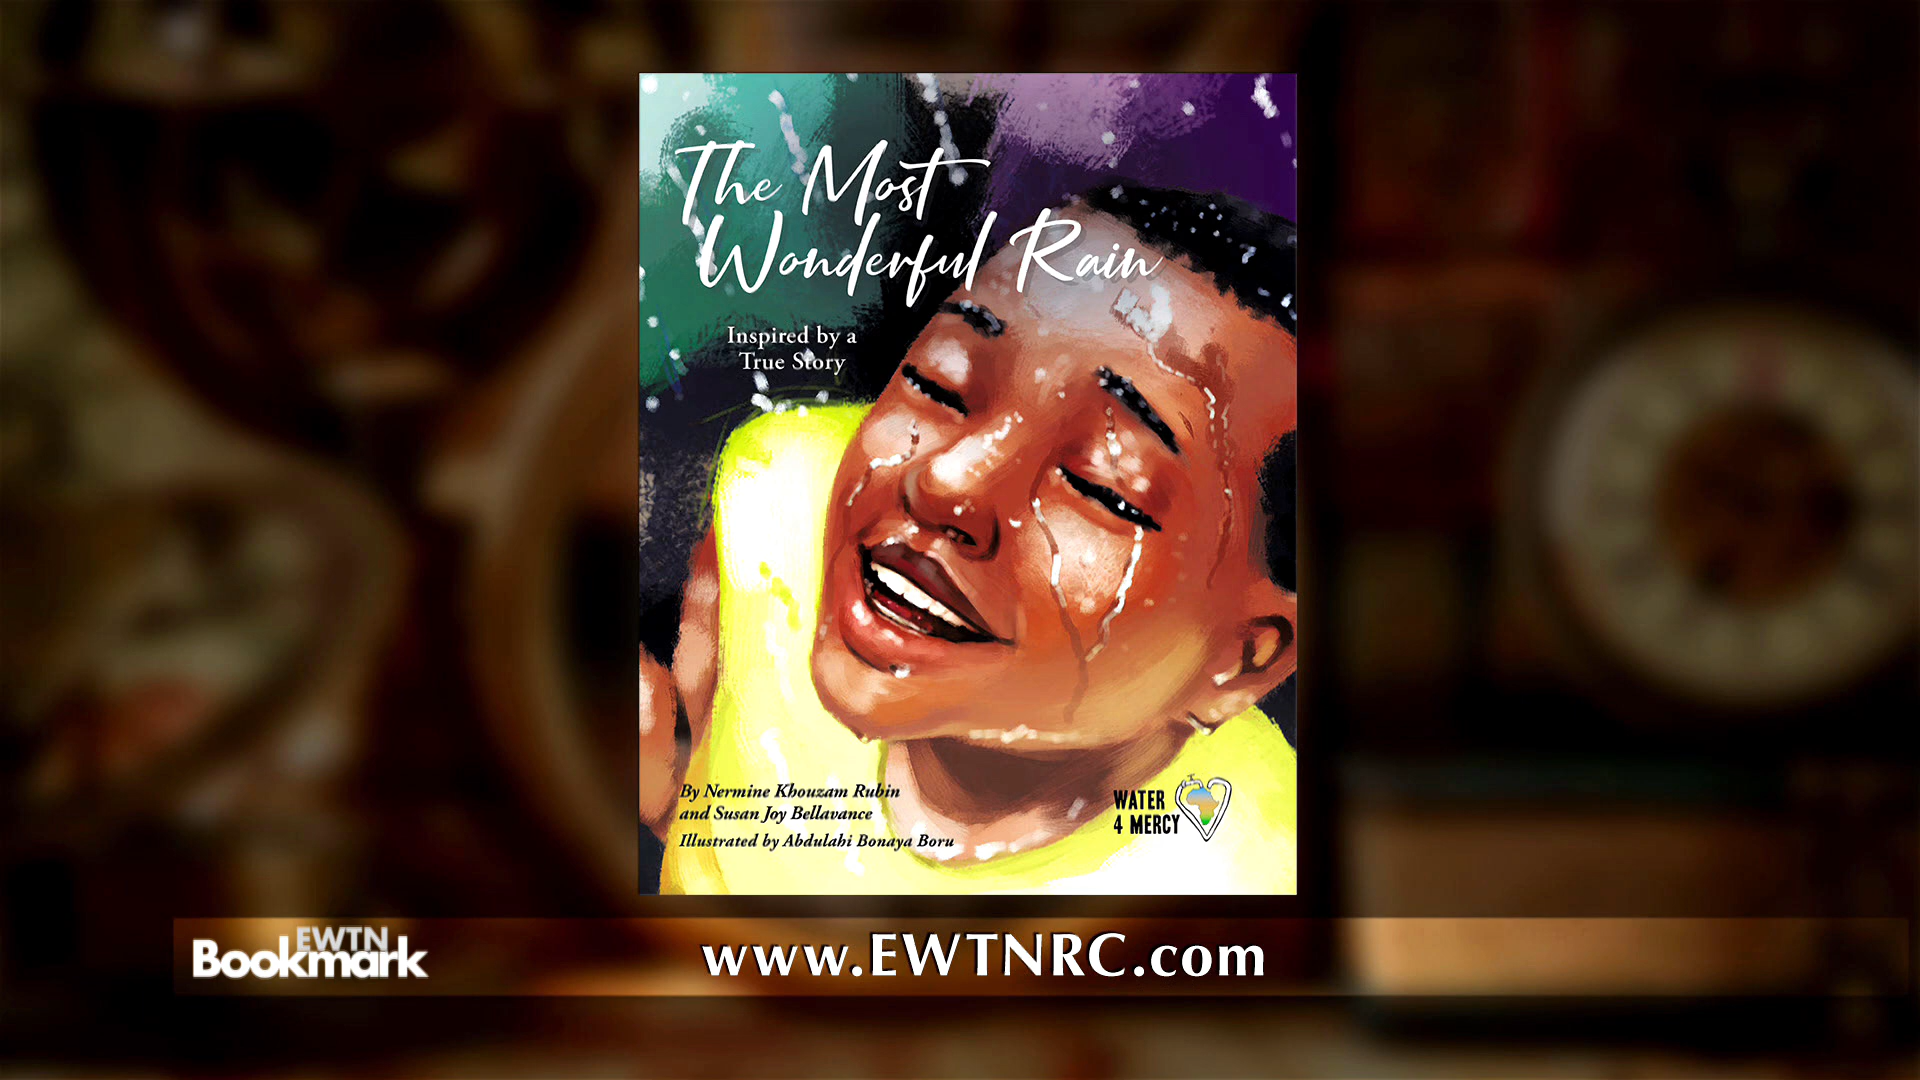 The Most
Wonderful Rain
Inspired by a
True Story
By Nermine Khouzam Rubin
and Susan Joy Bellavance
Illustrated by Abdulahi Bonaya Boru
WATER
4 MERCY
EWTN
Bookmark
www.EWTNRC.com